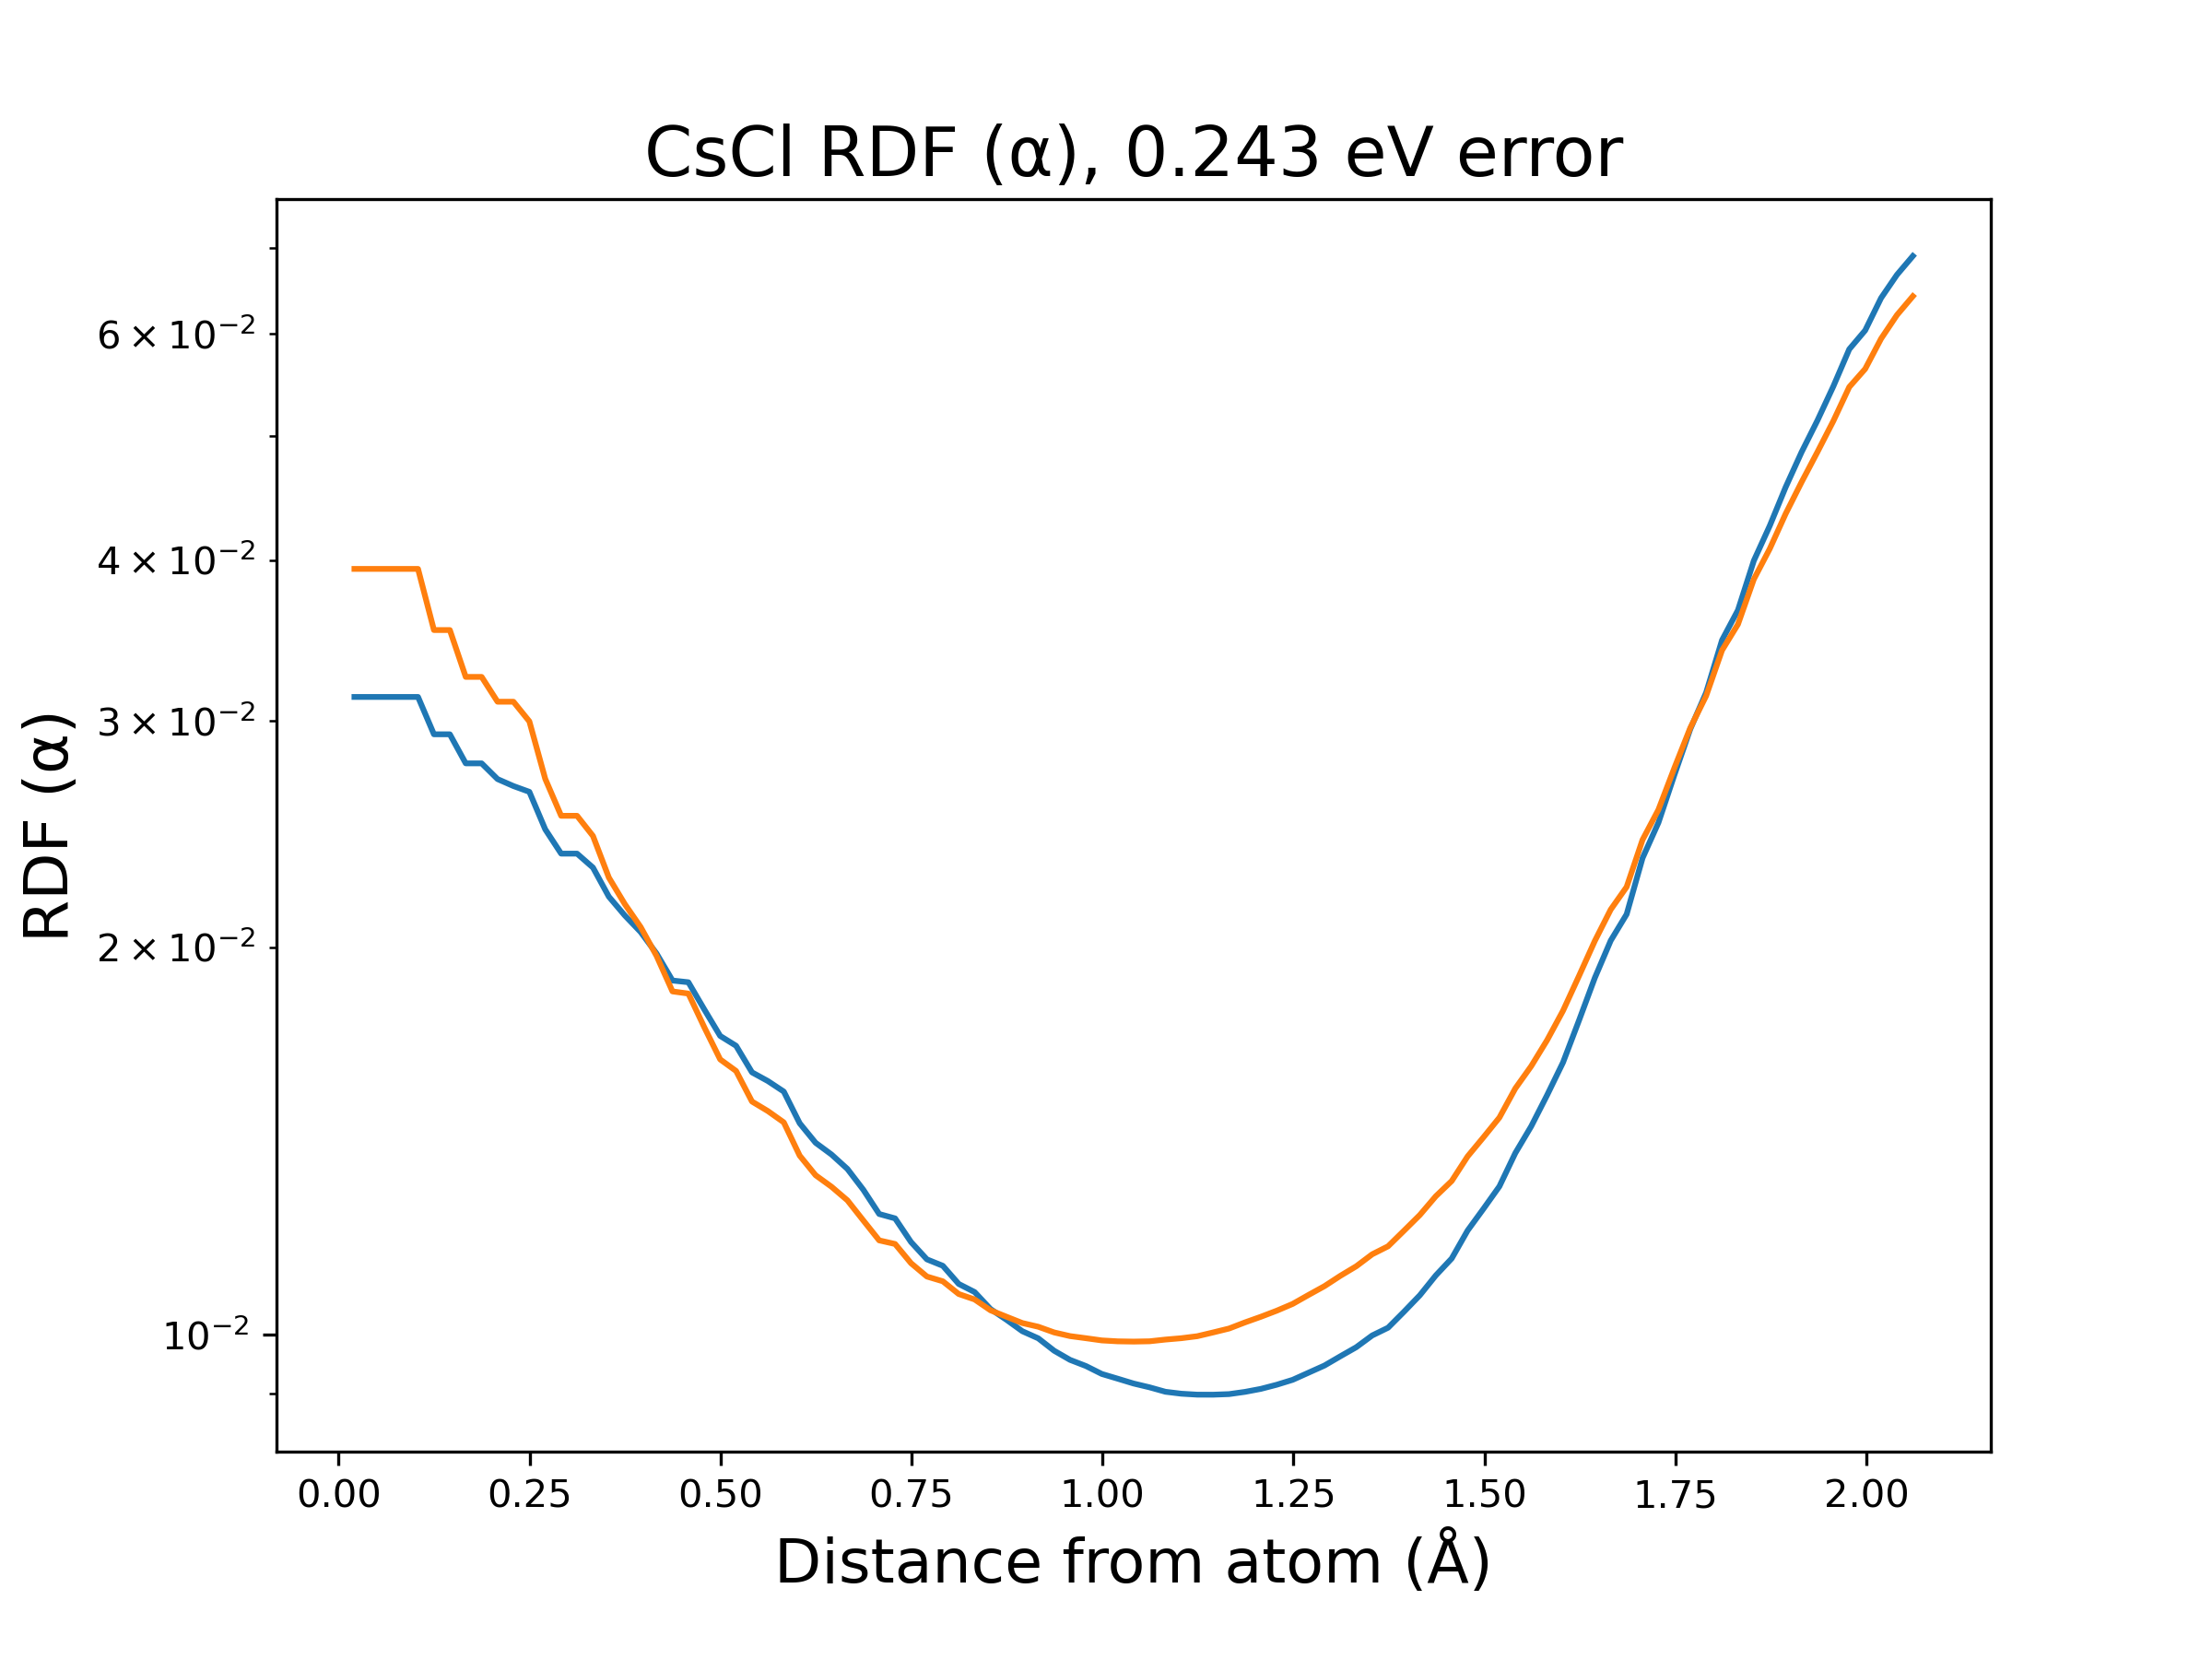 CsCl RDF (α), 0.243 eV error
RDF (α)
6 × 10⁻²
4 × 10⁻²
3 × 10⁻²
2 × 10⁻²
10⁻²
0.00 0.25 0.50 0.75 1.00 1.25 1.50 1.75 2.00
Distance from atom (Å)